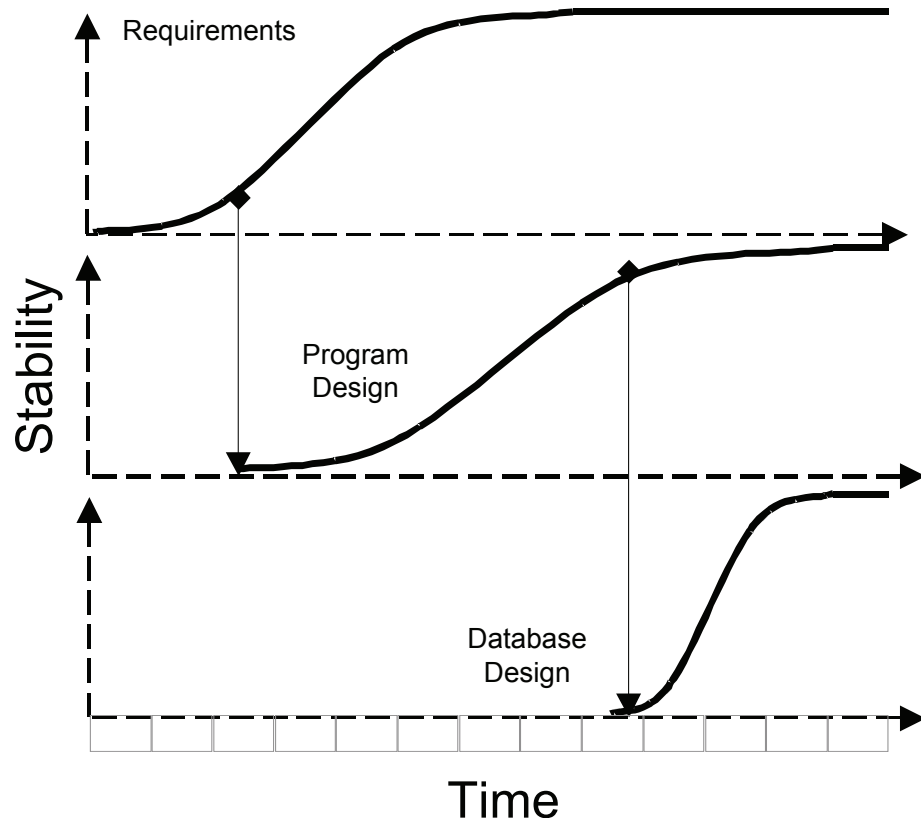 Requirements
Stability
Program
Design
Database
Design
Time